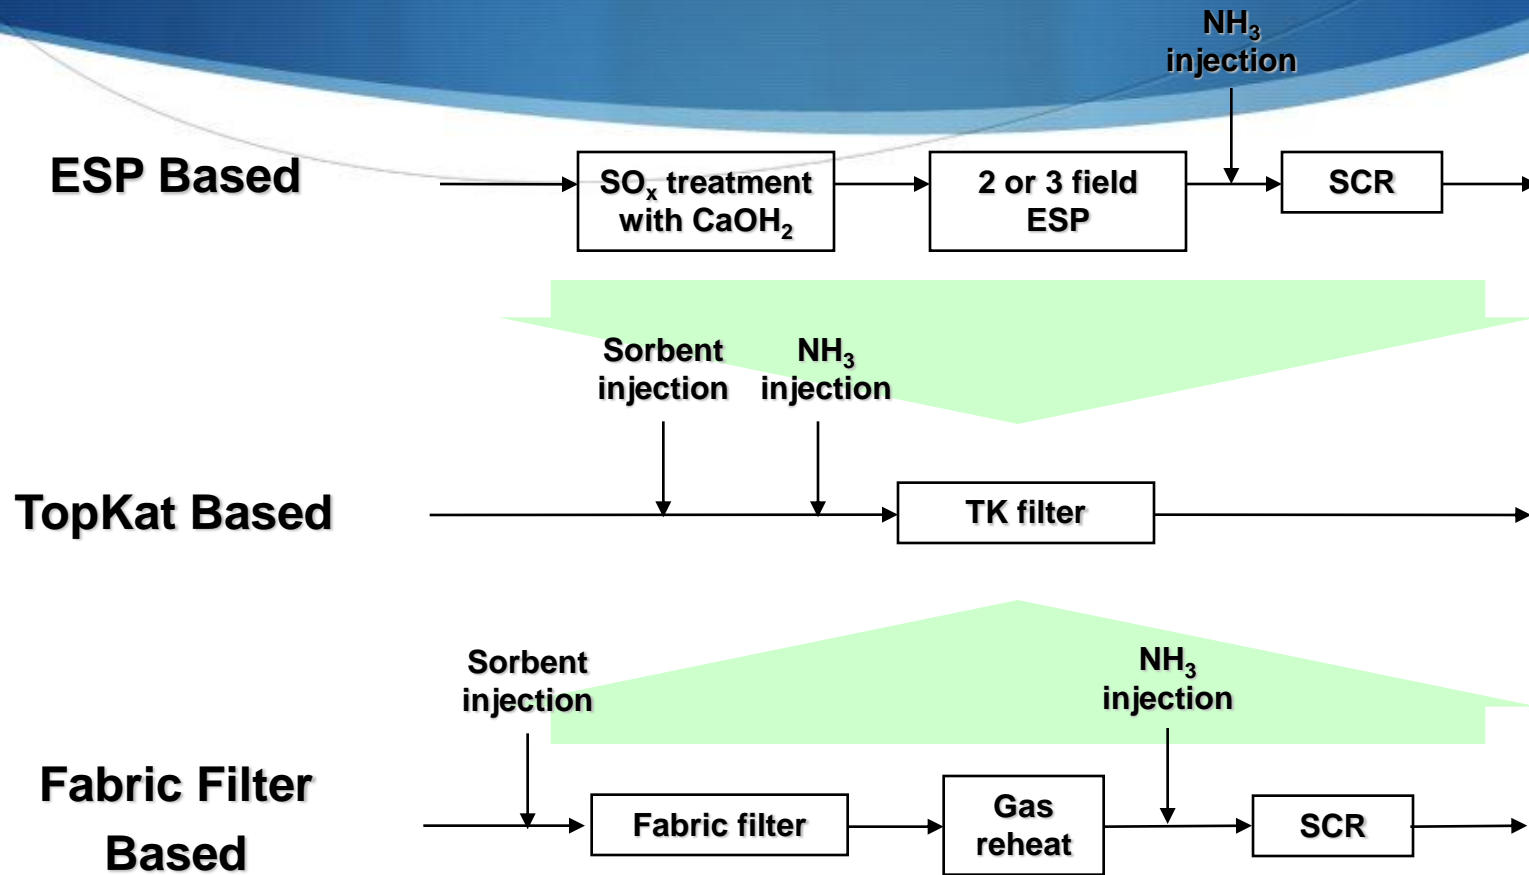 NH₃
injection
ESP Based
SOₓ treatment
with CaOH₂
2 or 3 field
ESP
SCR
Sorbent
injection
NH₃
injection
TopKat Based
TK filter
Sorbent
injection
NH₃
injection
Fabric Filter
Based
Fabric filter
Gas
reheat
SCR